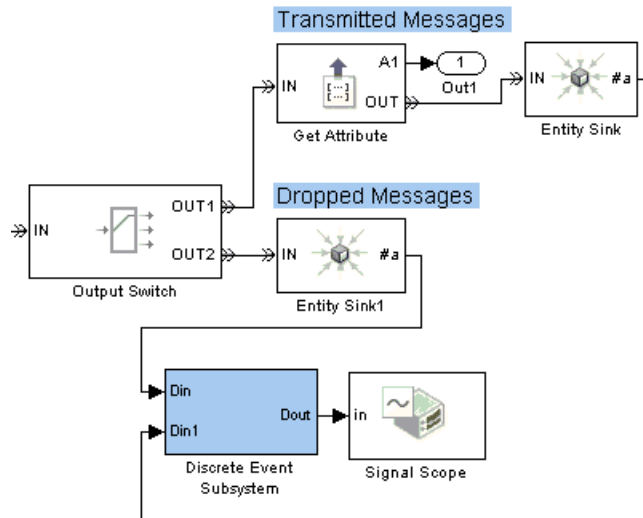 Transmitted Messages
IN
A1
OUT
Get Attribute
1
Out1
IN
#a
Entity Sink
IN
OUT1
OUT2
Output Switch
Dropped Messages
IN
#a
Entity Sink1
Din
Din1
Dout
Discrete Event
Subsystem
in
Signal Scope